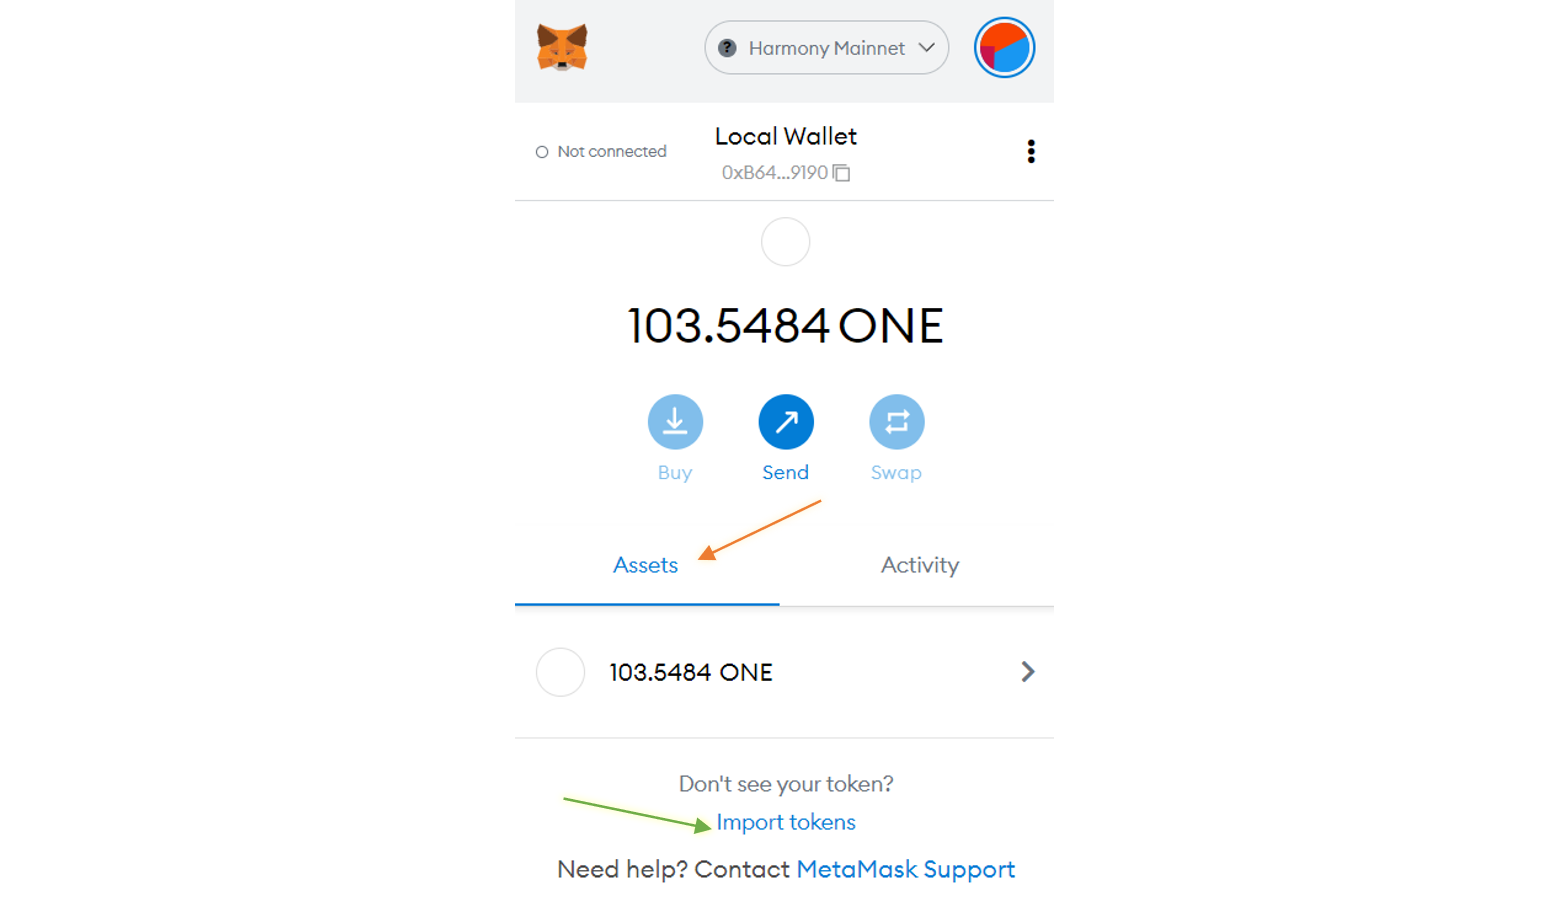 ? Harmony Mainnet
Local Wallet
Not connected
0xB64...9190
103.5484 ONE
Buy Send Swap
Assets Activity
103.5484 ONE
Don't see your token?
Import tokens
Need help? Contact MetaMask Support